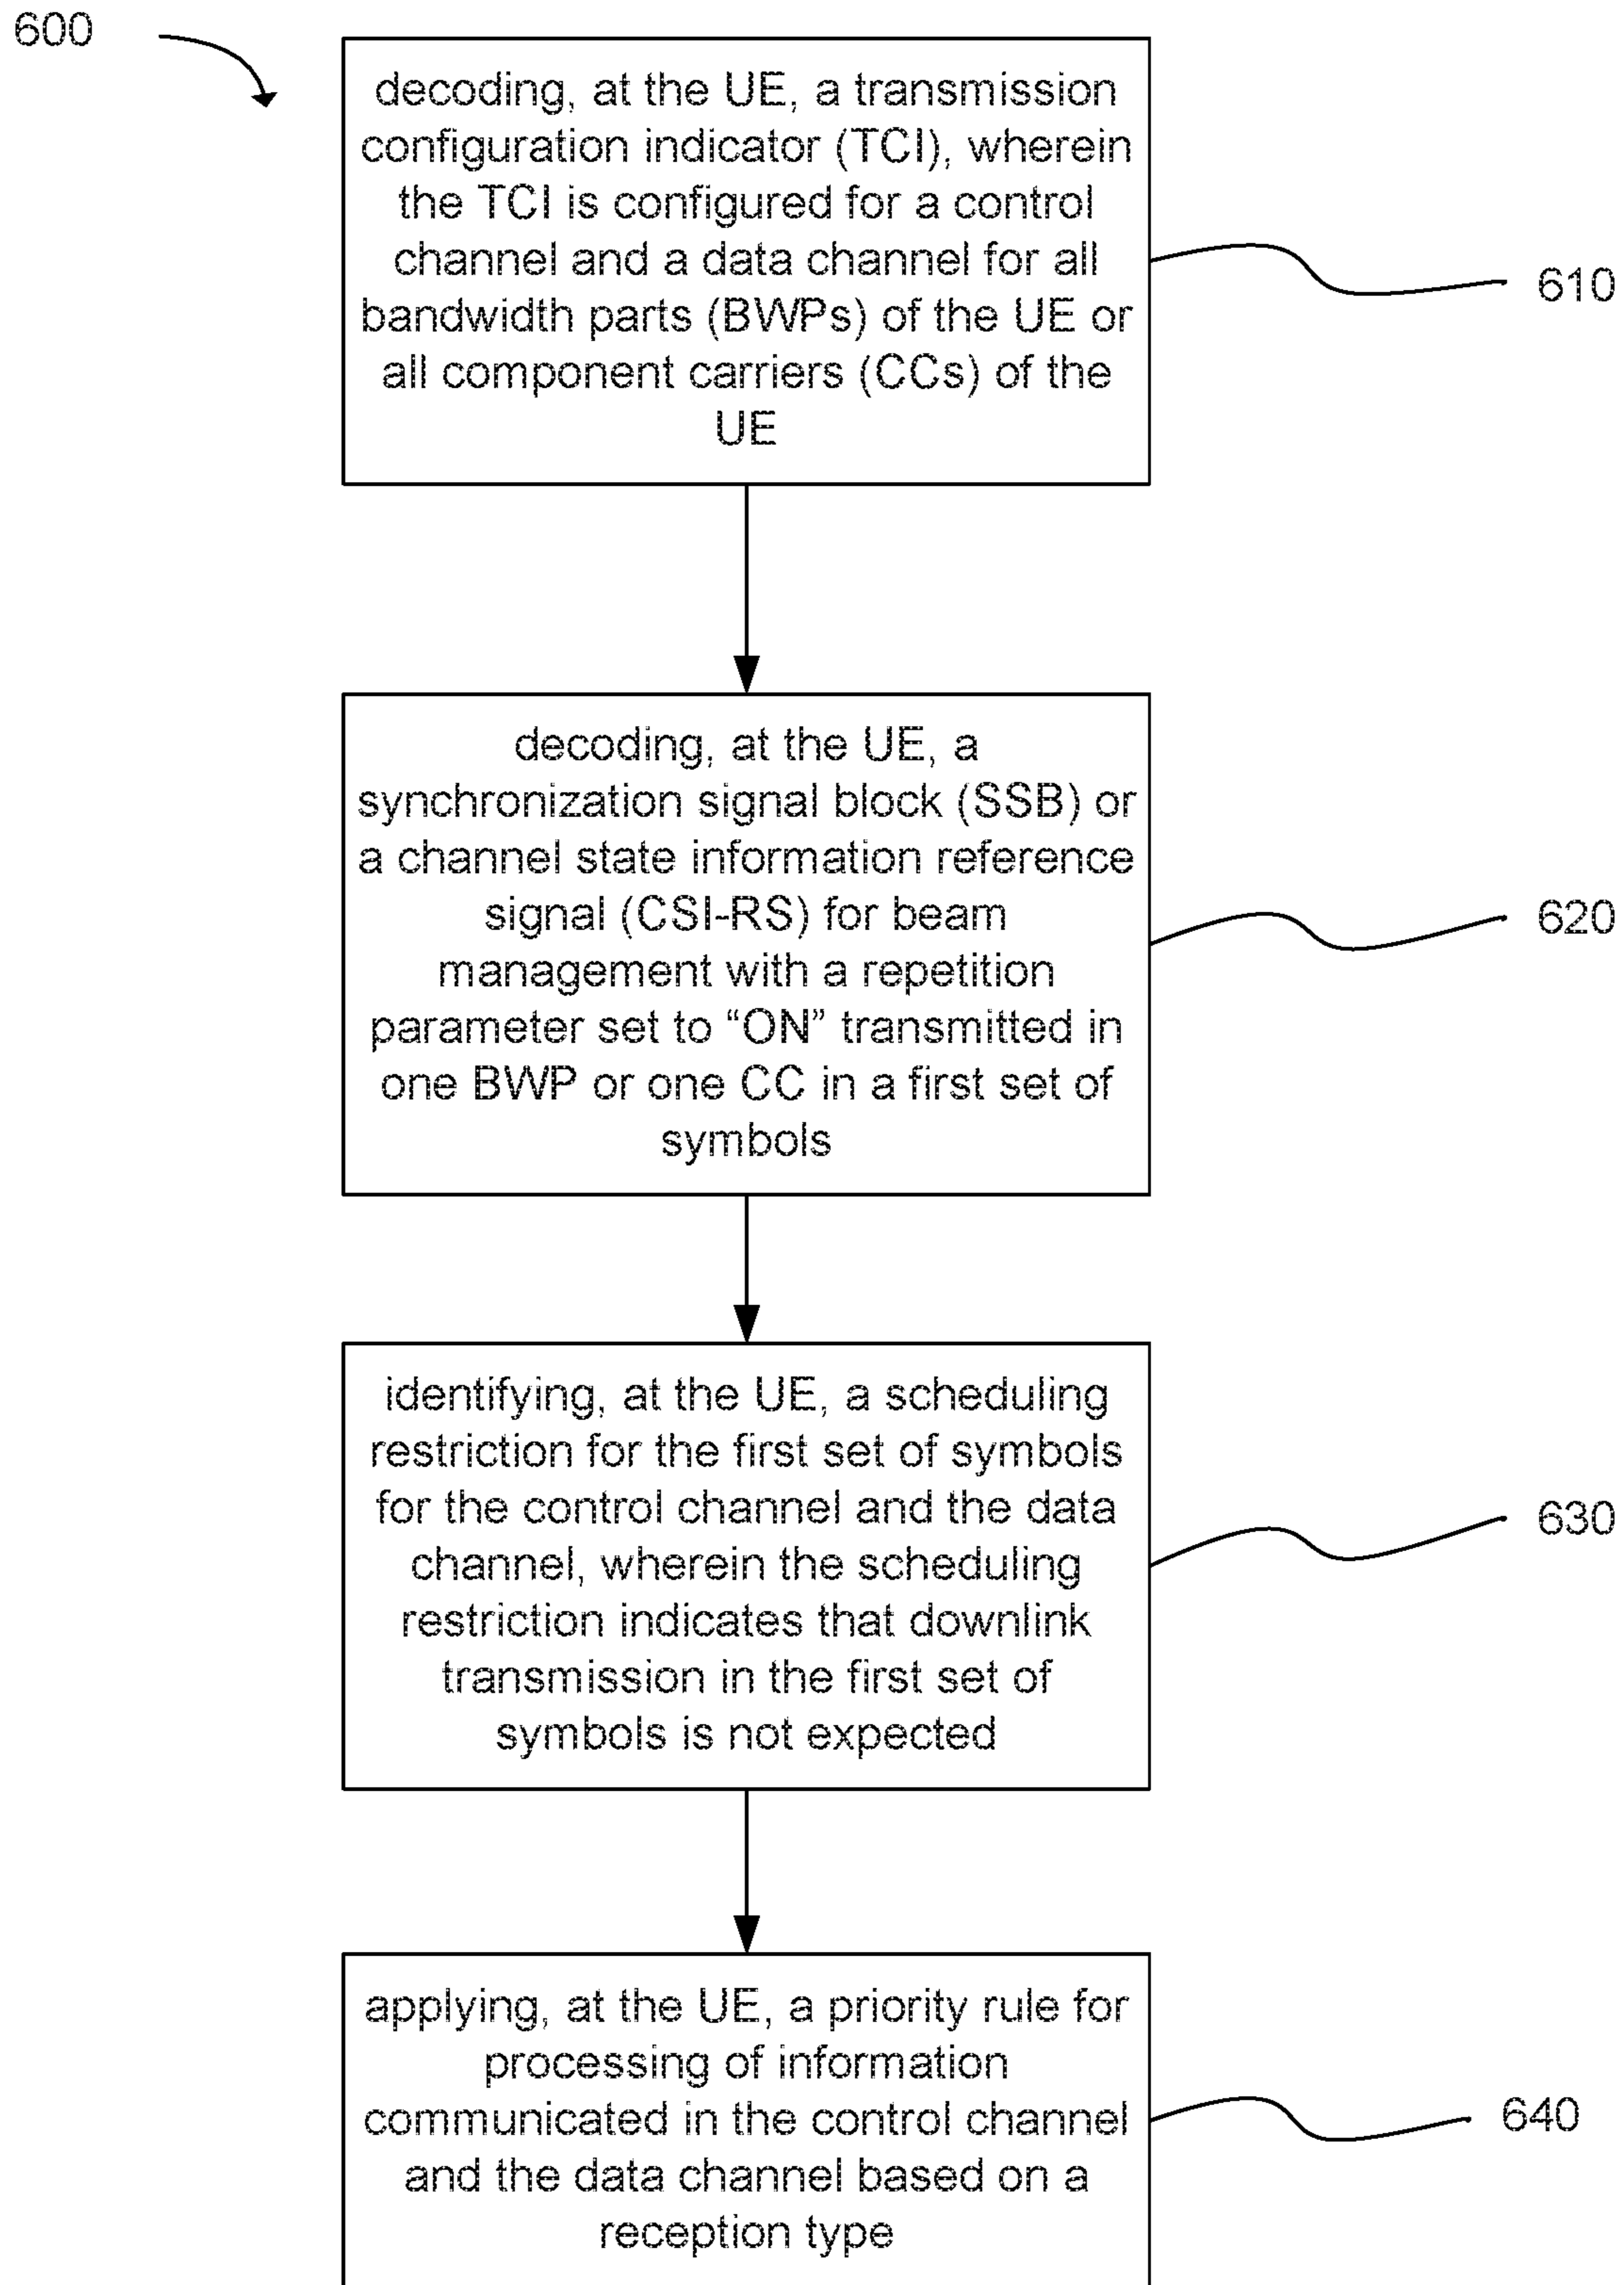 600
decoding, at the UE, a transmission
configuration indicator (TCI), wherein
the TCI is configured for a control
channel and a data channel for all
bandwidth parts (BWPs) of the UE or
all component carriers (CCs) of the
UE
610
decoding, at the UE, a
synchronization signal block (SSB) or
a channel state information reference
signal (CSI-RS) for beam
management with a repetition
parameter set to “ON” transmitted in
one BWP or one CC in a first set of
symbols
620
identifying, at the UE, a scheduling
restriction for the first set of symbols
for the control channel and the data
channel, wherein the scheduling
restriction indicates that downlink
transmission in the first set of
symbols is not expected
630
applying, at the UE, a priority rule for
processing of information
communicated in the control channel
and the data channel based on a
reception type
640